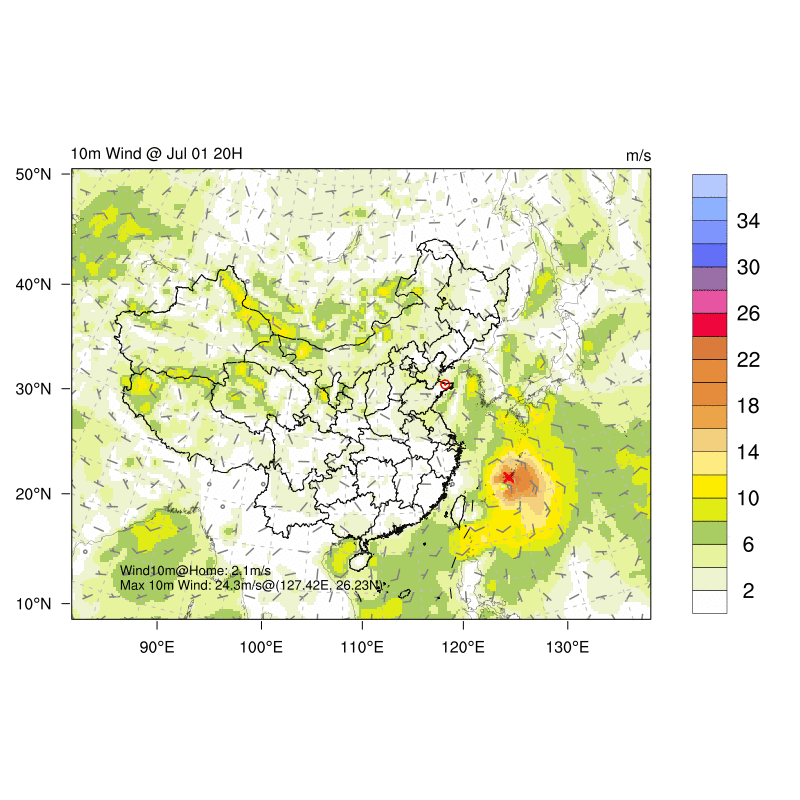 10m Wind @ Jul 01 20H
m/s
50°N
40°N
30°N
20°N
10°N
90°E
100°E
110°E
120°E
130°E
34
30
26
22
18
14
10
6
2
Wind10m@Home: 2.1m/s
Max 10m Wind: 24.3m/s@(127.42E, 26.23N)